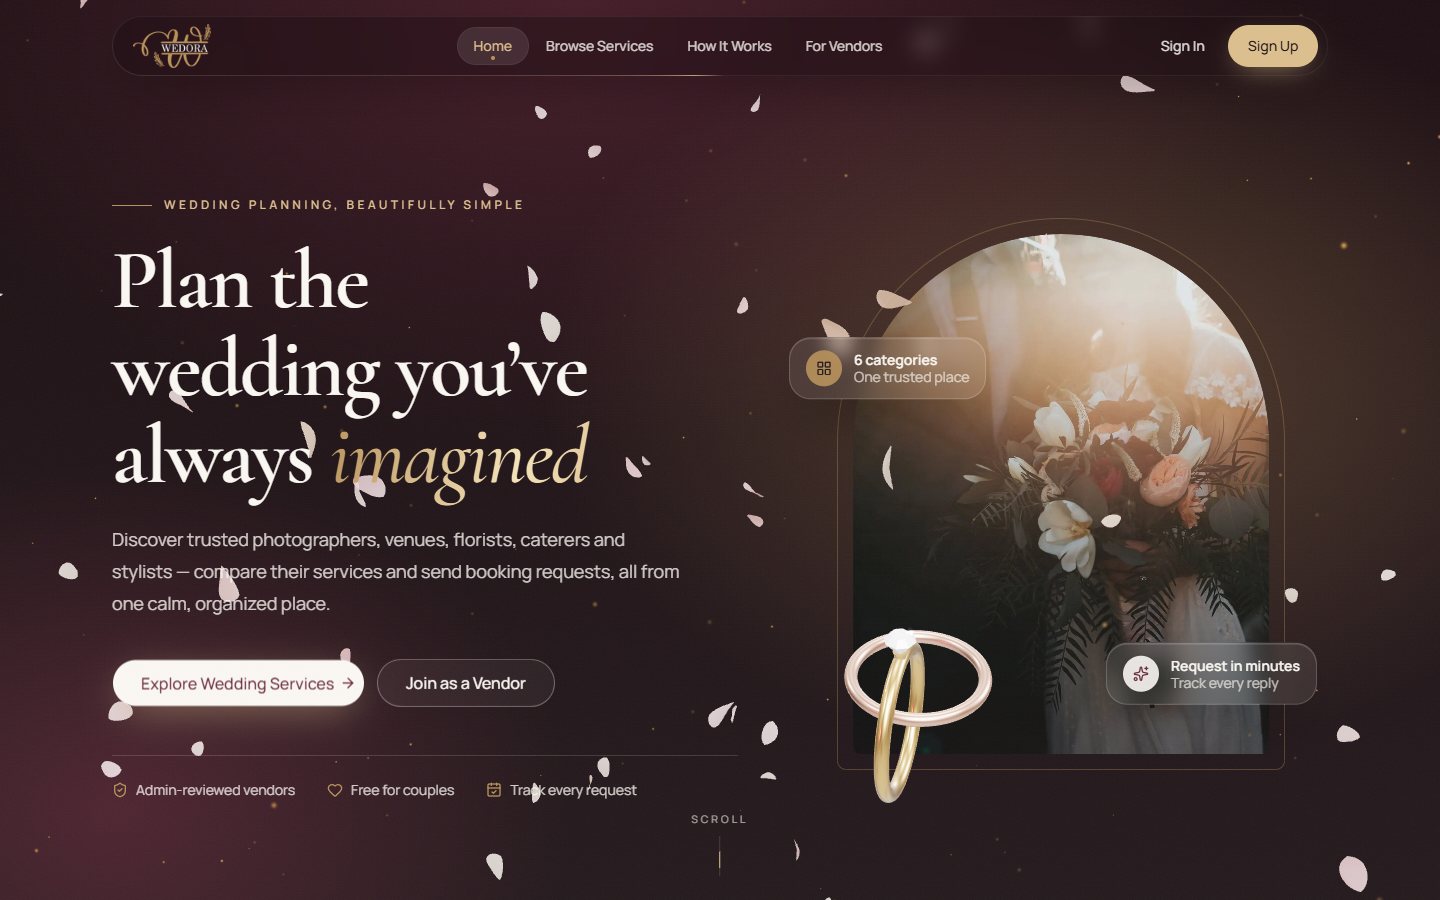 WEDORA
Home
Browse Services
How It Works
For Vendors
Sign In
Sign Up
WEDDING PLANNING, BEAUTIFULLY SIMPLE
Plan the
wedding you’ve
always imagined
Discover trusted photographers, venues, florists, caterers and
stylists — compare their services and send booking requests, all from
one calm, organized place.
Explore Wedding Services →
Join as a Vendor
Admin-reviewed vendors
Free for couples
Track every request
6 categories
One trusted place
Request in minutes
Track every reply
SCROLL